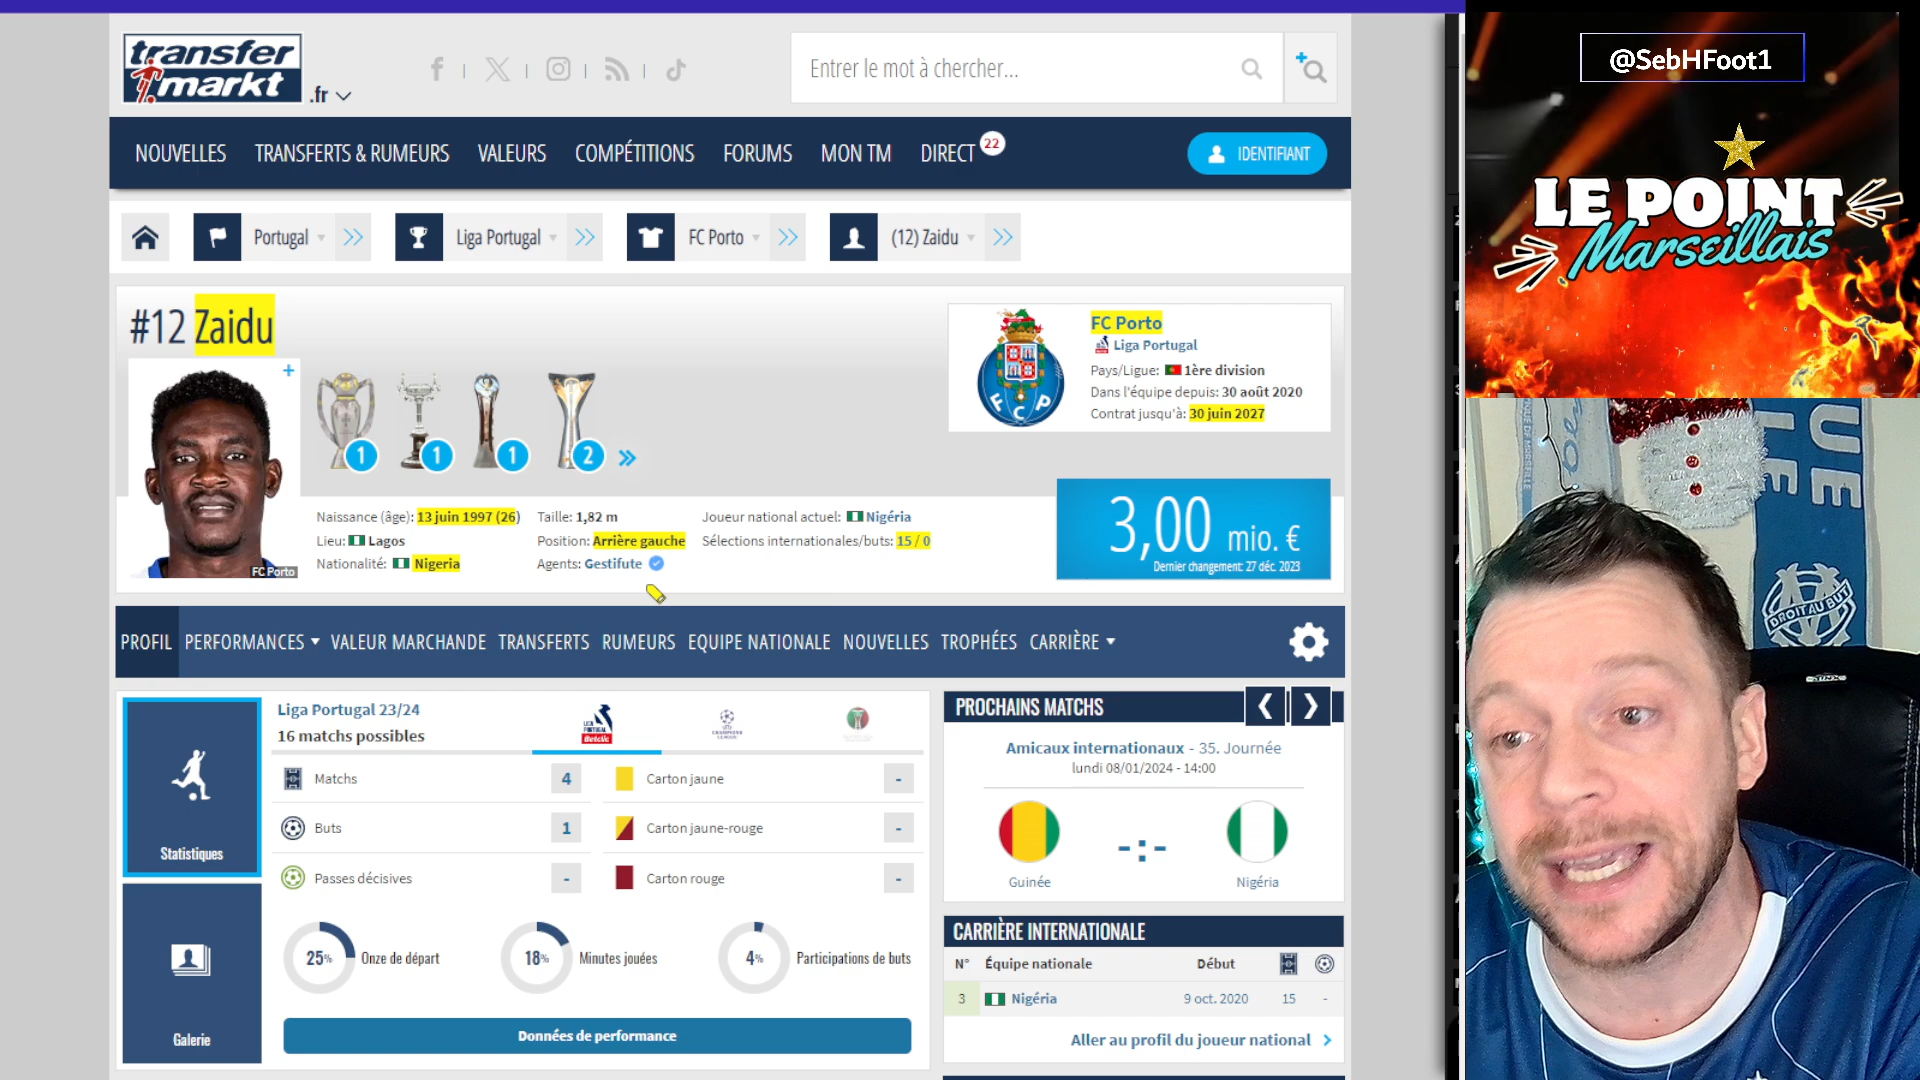 transfer
markt
.fr
Entrer le mot à chercher...
NOUVELLES TRANSFERTS & RUMEURS VALEURS COMPÉTITIONS FORUMS MON TM DIRECT 22
IDENTIFIANT
Portugal
Liga Portugal
FC Porto
(12) Zaidu
#12 Zaidu
1 1 1 2
FC Porto
Naissance (âge): 13 juin 1997 (26)
Lieu: Lagos
Nationalité: Nigeria
Taille: 1,82 m
Position: Arrière gauche
Agents: Gestifute
Joueur national actuel: Nigéria
Sélections internationales/buts: 15 / 0
FCP
FC Porto
Liga Portugal
Pays/Ligue: 1ère division
Dans l'équipe depuis: 30 août 2020
Contrat jusqu'à: 30 juin 2027
3,00 mio. €
Dernier changement: 27 déc. 2023
PROFIL PERFORMANCES VALEUR MARCHANDE TRANSFERTS RUMEURS EQUIPE NATIONALE NOUVELLES TROPHÉES CARRIÈRE
Statistiques
Galerie
Liga Portugal 23/24
16 matchs possibles
Matchs 4
Carton jaune -
Buts 1
Carton jaune-rouge -
Passes décisives -
Carton rouge -
25% Onze de départ
18% Minutes jouées
4% Participations de buts
Données de performance
PROCHAINS MATCHS
Amicaux internationaux - 35. Journée
lundi 08/01/2024 - 14:00
-:-
Guinée
Nigéria
CARRIÈRE INTERNATIONALE
N° Équipe nationale Début
3 Nigéria 9 oct. 2020 15 -
Aller au profil du joueur national
@SebHFoot1
LE POINT
Marseillais
DROIT AU BUT